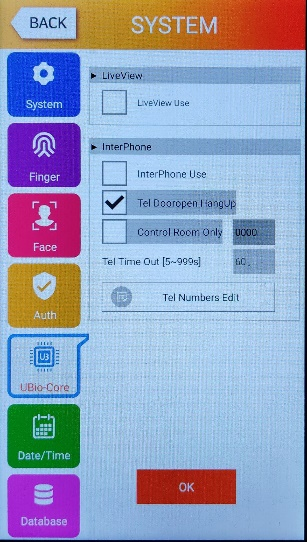 BACK
SYSTEM
System
Finger
Face
Auth
U3
UBio-Core
Date/Time
Database
LiveView
LiveView Use
InterPhone
InterPhone Use
Tel Dooropen HangUp
Control Room Only 0000
Tel Time Out [5~999s] 60
Tel Numbers Edit
OK